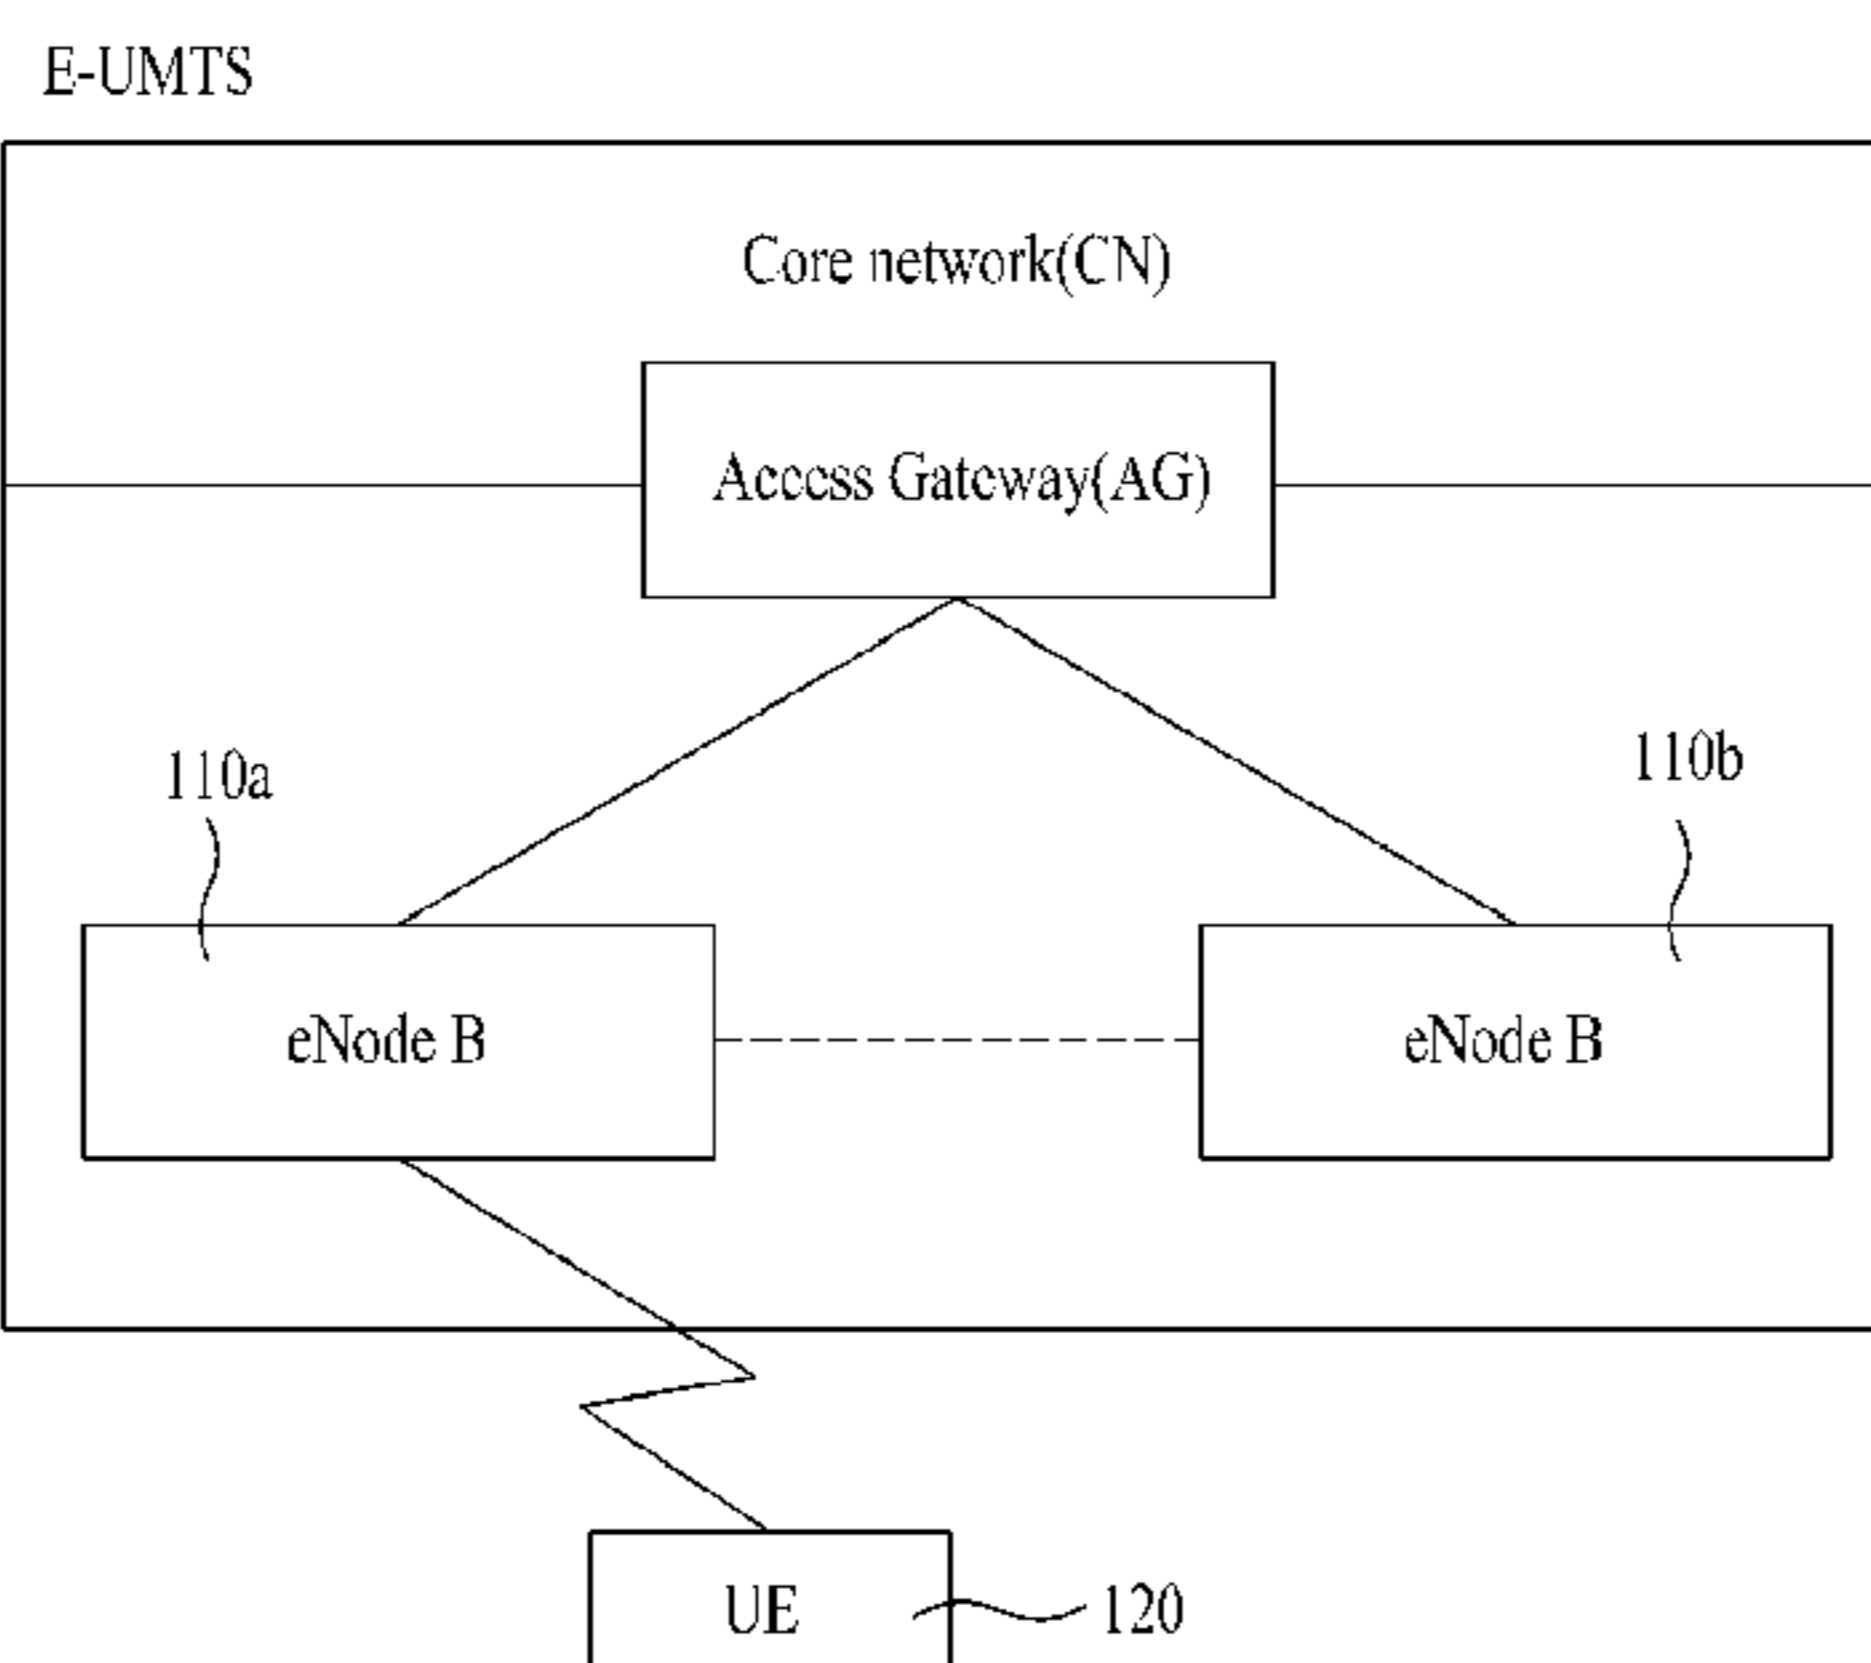 E-UMTS
Core network(CN)
Access Gateway(AG)
110a
110b
eNode B
eNode B
UE
120